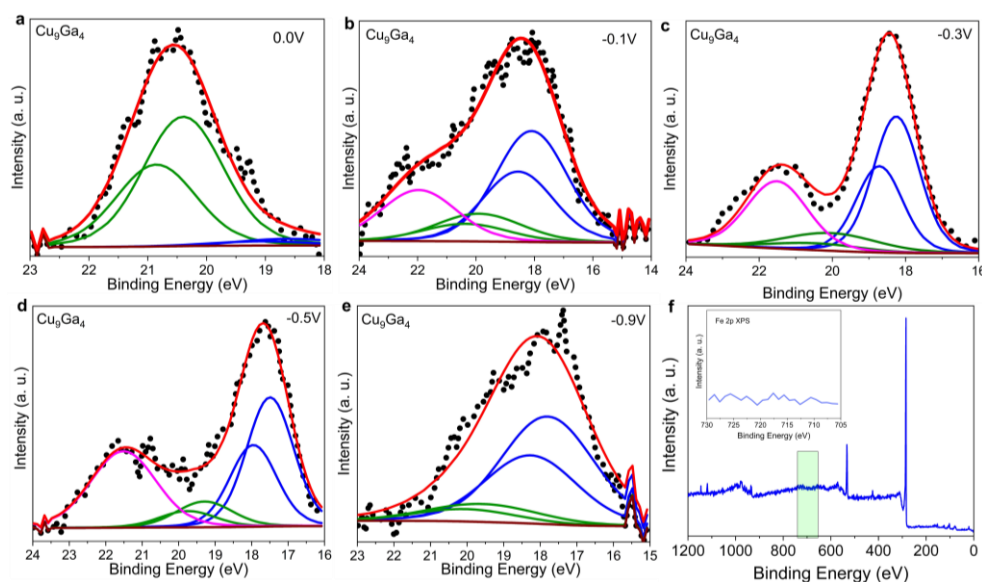 a
Cu₉Ga₄
0.0V
Intensity (a. u.)
23 22 21 20 19 18
Binding Energy (eV)
b
Cu₉Ga₄
-0.1V
Intensity (a. u.)
24 22 20 18 16 14
Binding Energy (eV)
c
Cu₉Ga₄
-0.3V
Intensity (a. u.)
24 22 20 18 16
Binding Energy (eV)
d
Cu₉Ga₄
-0.5V
Intensity (a. u.)
24 23 22 21 20 19 18 17 16
Binding Energy (eV)
e
Cu₉Ga₄
-0.9V
Intensity (a. u.)
23 22 21 20 19 18 17 16 15
Binding Energy (eV)
f
Fe 2p XPS
Intensity (a. u.)
730 725 720 717 715 710 705
Binding Energy (eV)
Intensity (a. u.)
1200 1000 800 600 400 200 0
Binding Energy (eV)